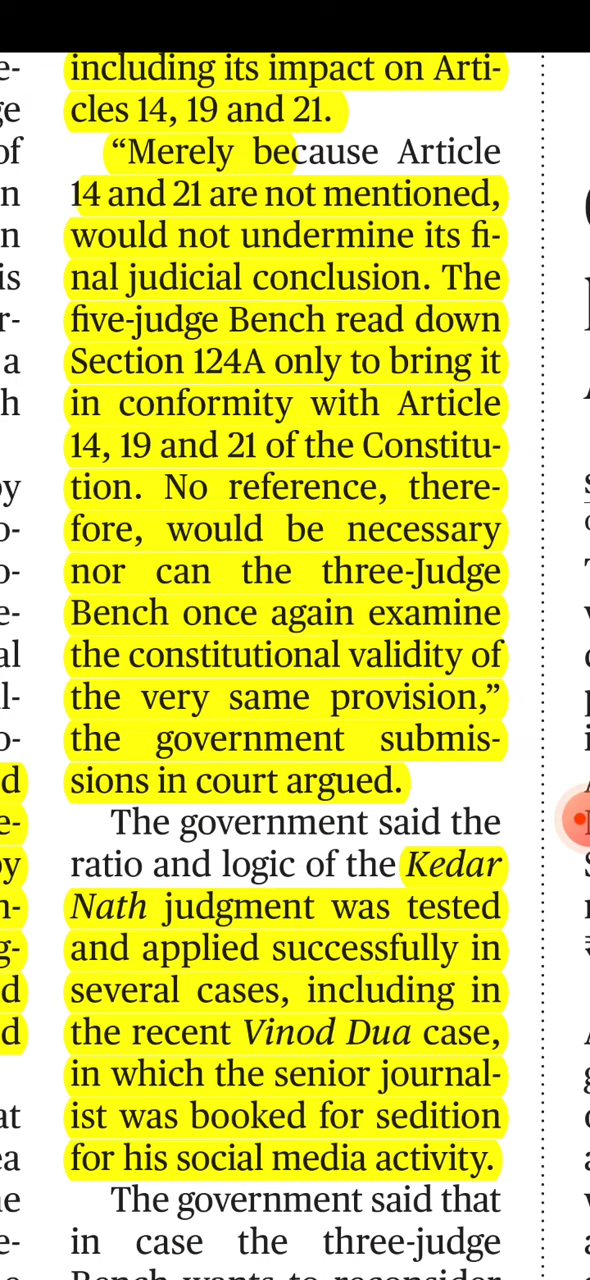 including its impact on Arti-
cles 14, 19 and 21.
“Merely because Article
14 and 21 are not mentioned,
would not undermine its fi-
nal judicial conclusion. The
five-judge Bench read down
Section 124A only to bring it
in conformity with Article
14, 19 and 21 of the Constitu-
tion. No reference, there-
fore, would be necessary
nor can the three-Judge
Bench once again examine
the constitutional validity of
the very same provision,”
the government submis-
sions in court argued.
The government said the
ratio and logic of the Kedar
Nath judgment was tested
and applied successfully in
several cases, including in
the recent Vinod Dua case,
in which the senior journal-
ist was booked for sedition
for his social media activity.
The government said that
in case the three-judge
Bench wants to reconsider